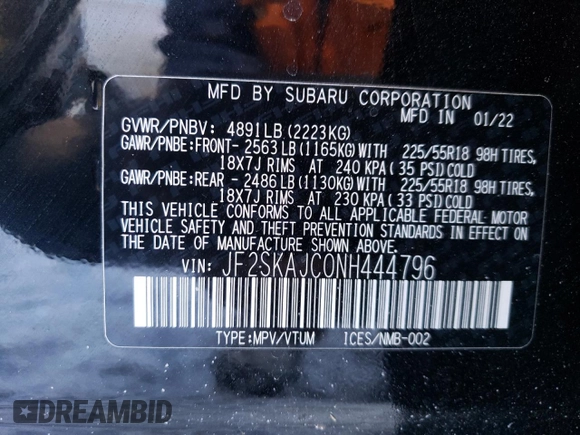 MFD BY SUBARU CORPORATION
MFD IN 01/22
GVWR/PNBV: 4891LB(2223KG)
GAWR/PNBE:FRONT- 2563LB(1165KG)WITH 225/55R18 98H TIRES,
18X7J RIMS AT 240 KPA(35 PSI)COLD
GAWR/PNBE:REAR - 2486LB(1130KG)WITH 225/55R18 98H TIRES,
18X7J RIMS AT 230 KPA(33 PSI)COLD
THIS VEHICLE CONFORMS TO ALL APPLICABLE FEDERAL MOTOR
VEHICLE SAFETY AND THEFT PREVENTION STANDARDS IN EFFECT
ON THE DATE OF MANUFACTURE SHOWN ABOVE.
VIN: JF2SKAJC0NH444796
TYPE:MPV/VTUM ICES/NMB-002
DREAMBID